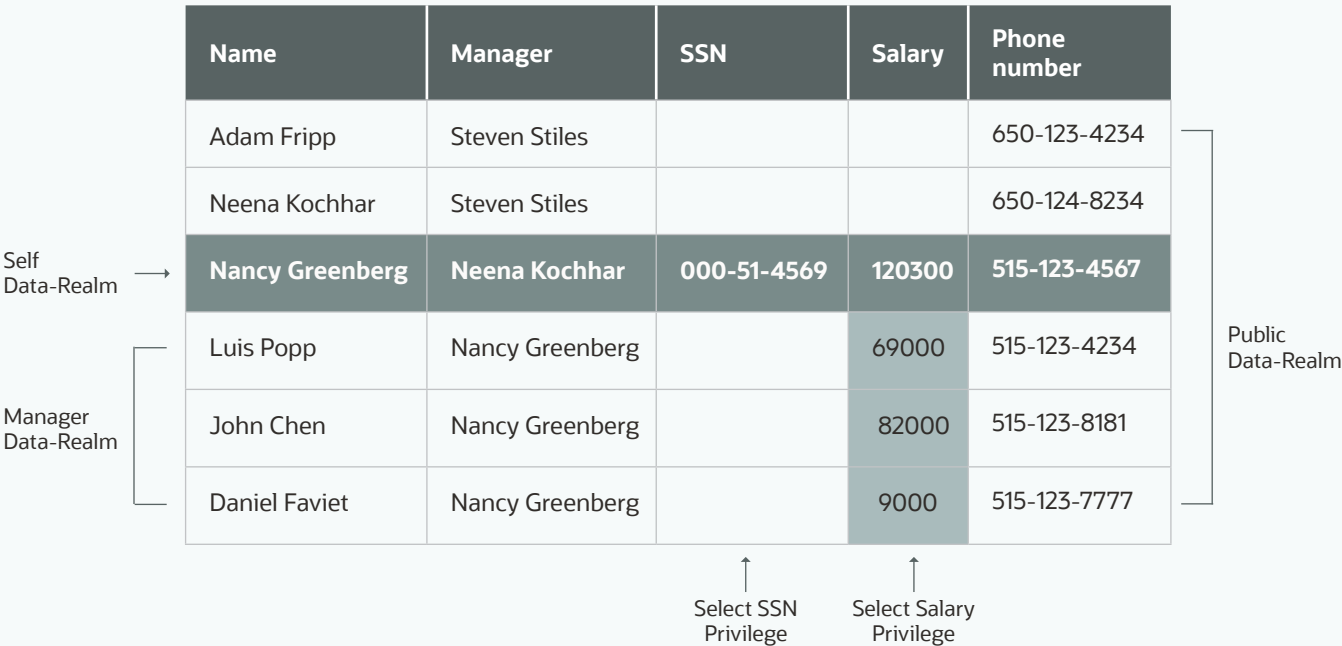 Name Manager SSN Salary Phone
number
Adam Fripp Steven Stiles 650-123-4234
Neena Kochhar Steven Stiles 650-124-8234
Self
Data-Realm
Nancy Greenberg Neena Kochhar 000-51-4569 120300 515-123-4567
Luis Popp Nancy Greenberg 69000 515-123-4234
Public
Data-Realm
Manager
Data-Realm
John Chen Nancy Greenberg 82000 515-123-8181
Daniel Faviet Nancy Greenberg 9000 515-123-7777
Select SSN
Privilege
Select Salary
Privilege